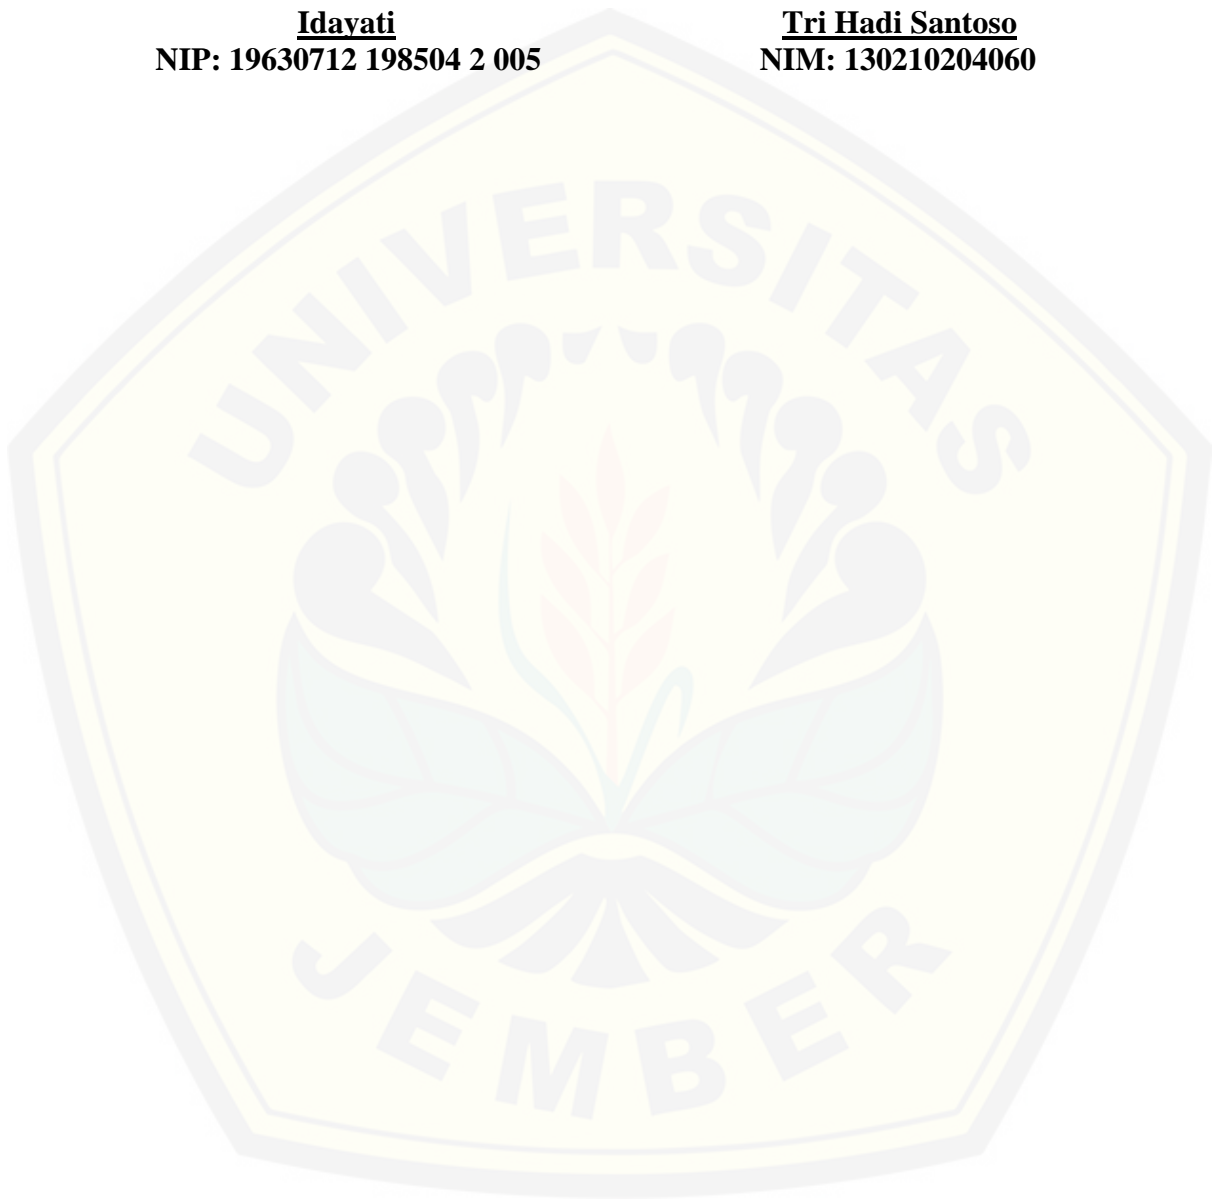 Idayati Tri Hadi Santoso
NIP: 19630712 198504 2 005 NIM: 130210204060
UNIVERSITAS
JEMBER